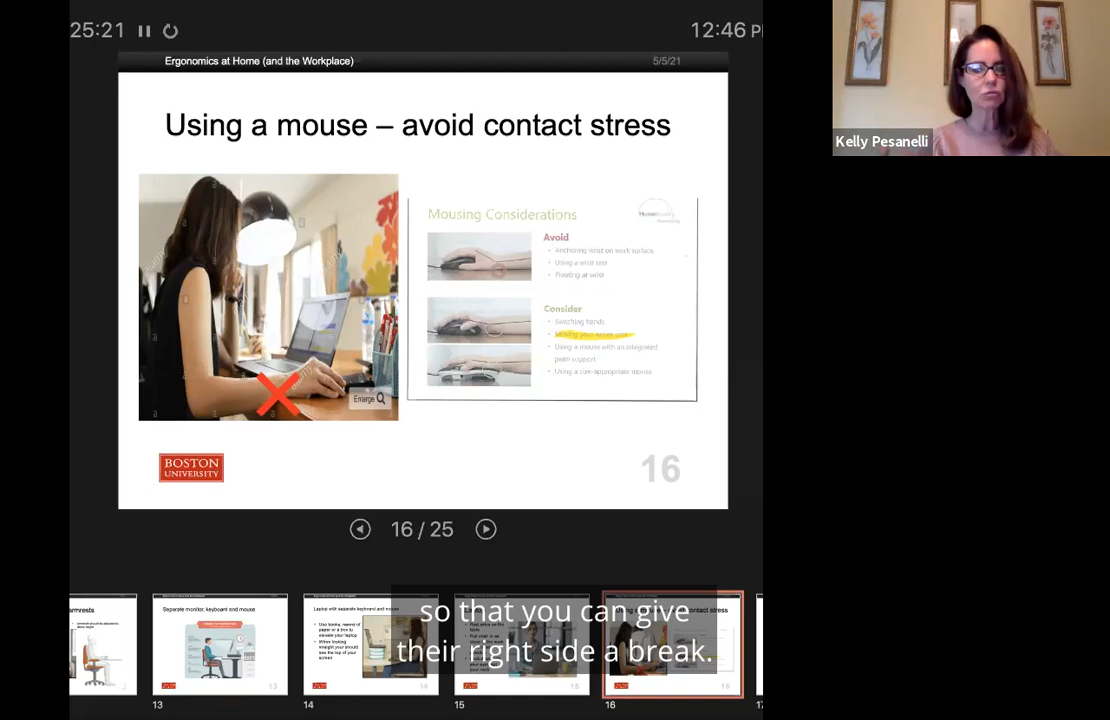 25:21
12:46
Ergonomics at Home (and the Workplace)
5/5/21
Using a mouse – avoid contact stress
Mousing Considerations
Avoid
• Anchoring wrist on work surface
• Using a wrist rest
• Pivoting at wrist
Consider
• Switching hands
• Moving your entire arm
• Using a mouse with an integrated
palm support
• Using a size-appropriate mouse
Enlarge
BOSTON
UNIVERSITY
16
16 / 25
Kelly Pesanelli
Separate monitor, keyboard and mouse
Laptop with separate keyboard and mouse
so that you can give
their right side a break.
13
14
15
16